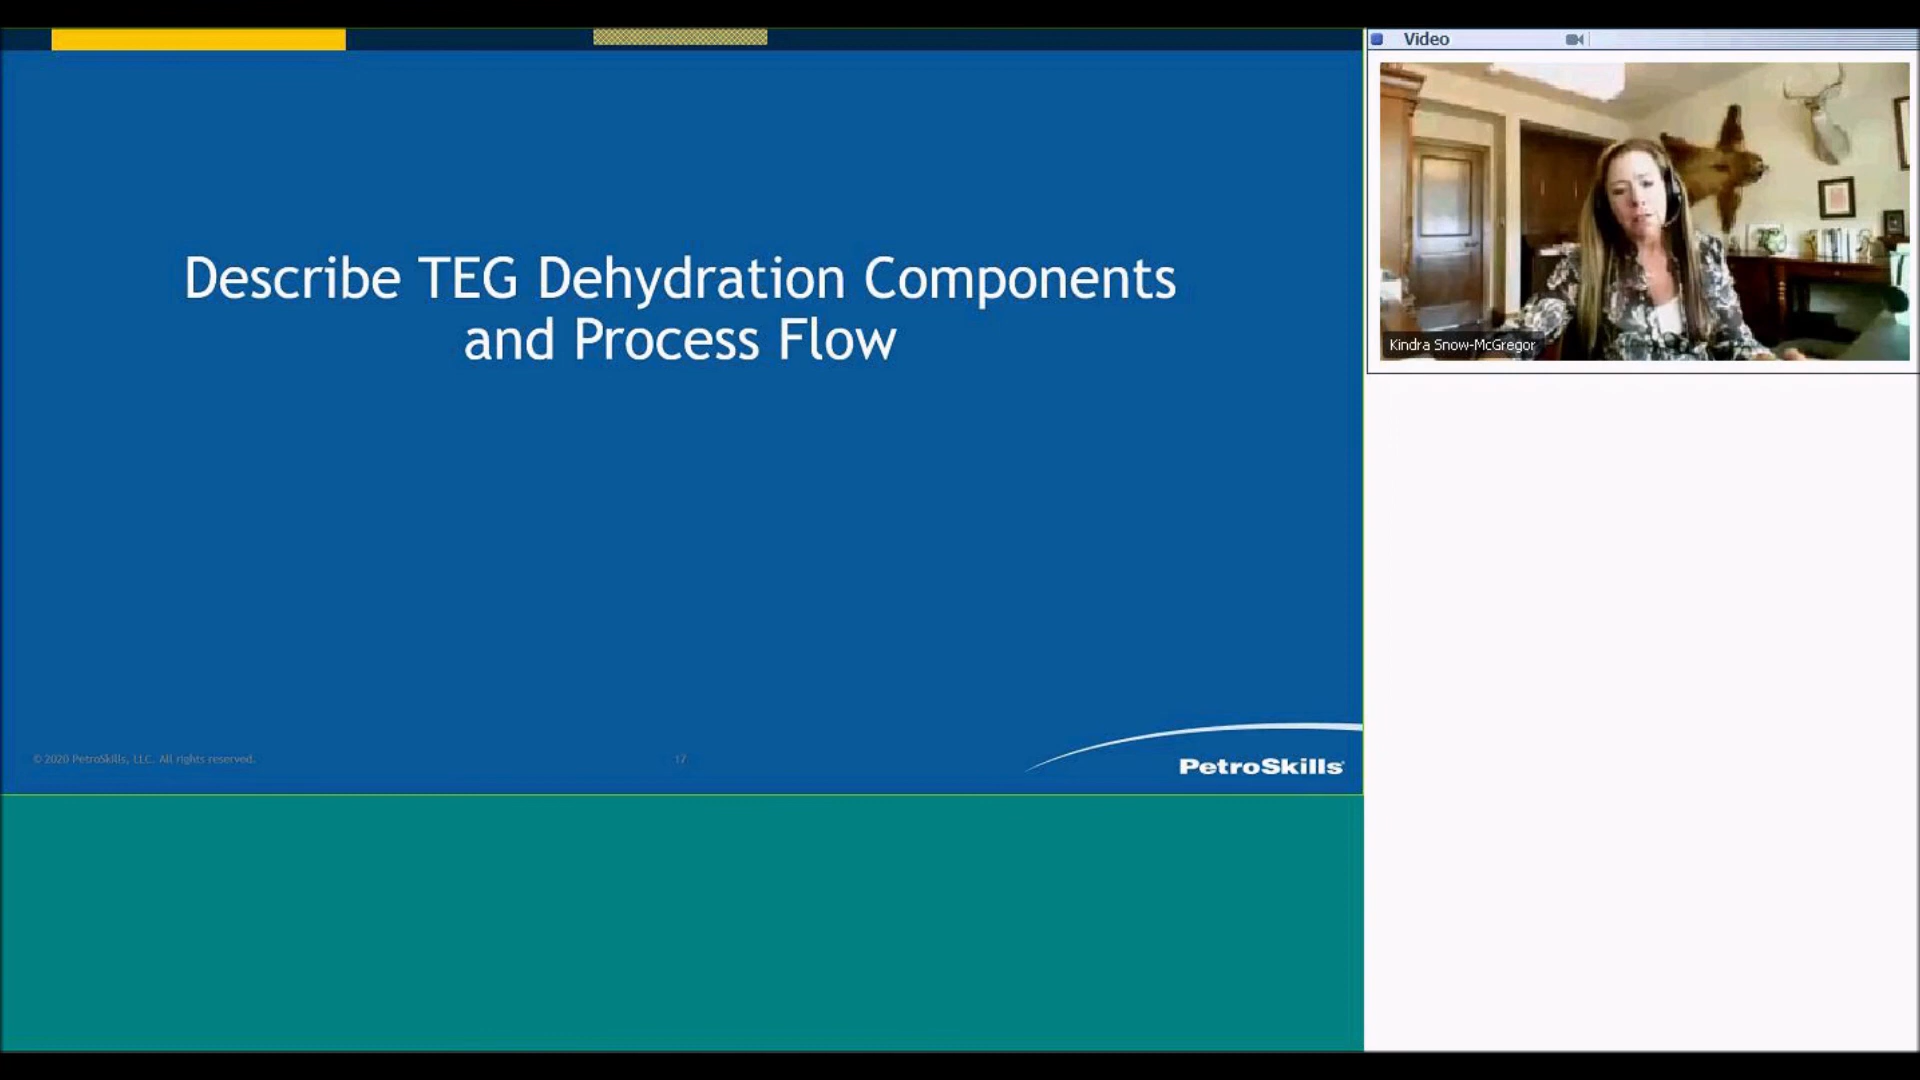 Describe TEG Dehydration Components
and Process Flow
© 2020 PetroSkills, LLC. All rights reserved.
17
PetroSkills
Video
Kindra Snow-McGregor